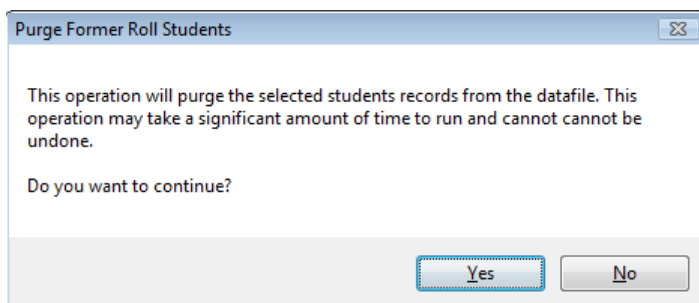 Purge Former Roll Students
This operation will purge the selected students records from the datafile. This
operation may take a significant amount of time to run and cannot cannot be
undone.
Do you want to continue?
Yes
No